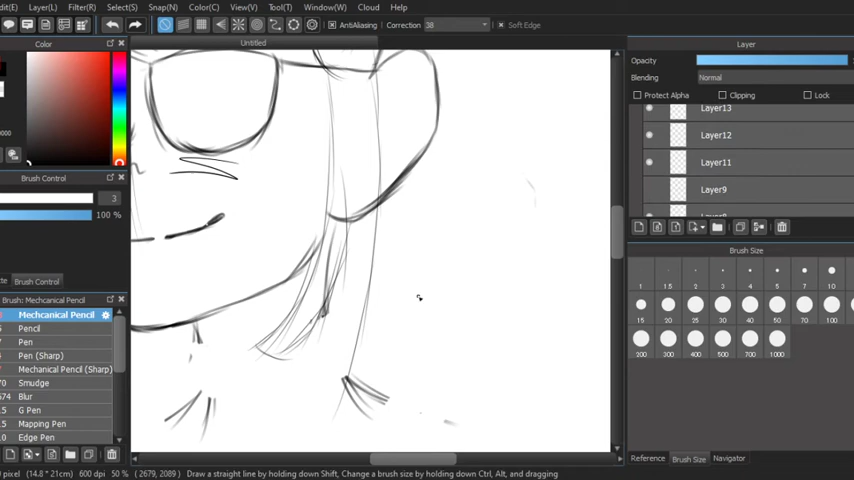 (E) Layer(L) Filter(R) Select(S) Snap(N) Color(C) View(V) Tool(T) Window(W) Cloud Help(H)
AntiAliasing Correction 38 Soft Edge
Color
Untitled
Layer
Opacity
Blending Normal
Protect Alpha Clipping Lock
Layer13
Layer12
Layer11
Layer9
0000
Brush Control
3
100 %
Brush Control
Brush: Mechcanical Pencil
Mechcanical Pencil
Pencil
Pen
Pen (Sharp)
Mechanical Pencil (Sharp)
70 Smudge
674 Blur
15 G Pen
Mapping Pen
10 Edge Pen
Brush Size
1 1.5 2 3 4 5 7 10
15 20 25 30 40 50 70 100
200 300 400 500 700 1000
Reference Brush Size Navigator
pixel (14.8 * 21cm) 600 dpi 50 % ( 2679, 2089 ) Draw a straight line by holding down Shift, Change a brush size by holding down Ctrl, Alt, and dragging